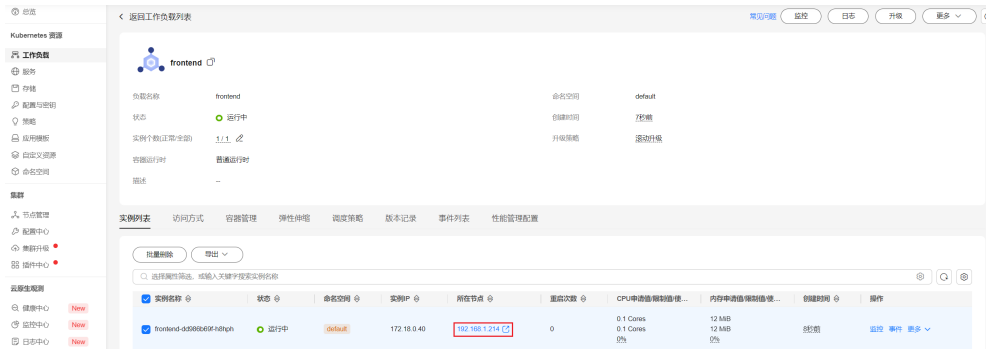 总览
Kubernetes 资源
工作负载
服务
存储
配置与密钥
策略
应用模板
自定义资源
命名空间
集群
节点管理
配置中心
集群升级
插件中心
云原生观测
健康中心 New
监控中心 New
日志中心 New
返回工作负载列表
常见问题 监控 日志 升级 更多
frontend
负载名称 frontend 命名空间 default
状态 运行中 创建时间 7秒前
实例个数(正常/全部) 1/1 升级策略 滚动升级
容器运行时 普通运行时
描述 --
实例列表 访问方式 容器管理 弹性伸缩 调度策略 版本记录 事件列表 性能管理配置
批量删除 导出
选择属性筛选，或输入关键字搜索实例名称
实例名称 状态 命名空间 实例IP 所在节点 重启次数 CPU申请值/限制值/使... 内存申请值/限制值/使... 创建时间 操作
frontend-dd986b69f-h8hph 运行中 default 172.18.0.40 192.168.1.214 0 0.1 Cores 12 MiB 8秒前 监控 事件 更多
0.1 Cores 12 MiB
0% 0%